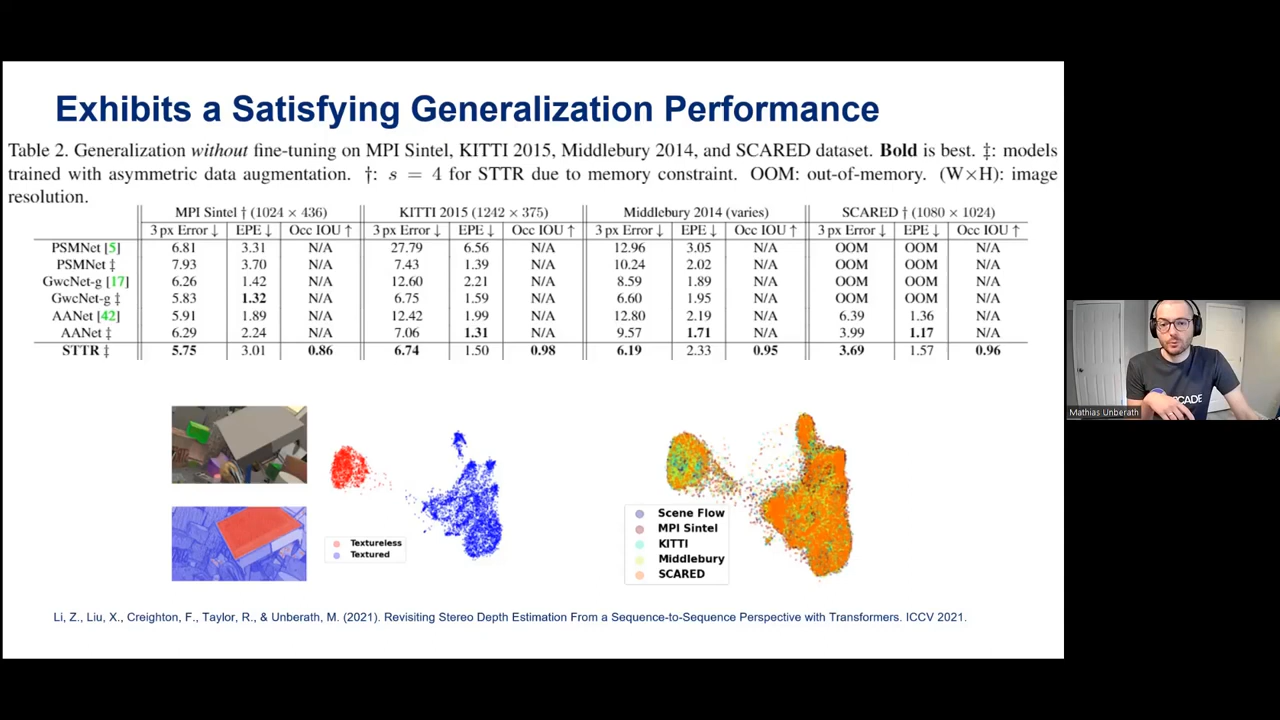 Exhibits a Satisfying Generalization Performance
Table 2. Generalization without fine-tuning on MPI Sintel, KITTI 2015, Middlebury 2014, and SCARED dataset. Bold is best. ‡: models
trained with asymmetric data augmentation. †: s = 4 for STTR due to memory constraint. OOM: out-of-memory. (W×H): image
resolution.
MPI Sintel † (1024 × 436) KITTI 2015 (1242 × 375) Middlebury 2014 (varies) SCARED † (1080 × 1024)
3 px Error ↓ EPE ↓ Occ IOU ↑ 3 px Error ↓ EPE ↓ Occ IOU ↑ 3 px Error ↓ EPE ↓ Occ IOU ↑ 3 px Error ↓ EPE ↓ Occ IOU ↑
PSMNet [5] 6.81 3.31 N/A 27.79 6.56 N/A 12.96 3.05 N/A OOM OOM N/A
PSMNet ‡ 7.93 3.70 N/A 7.43 1.39 N/A 10.24 2.02 N/A OOM OOM N/A
GwcNet-g [17] 6.26 1.42 N/A 12.60 2.21 N/A 8.59 1.89 N/A OOM OOM N/A
GwcNet-g ‡ 5.83 1.32 N/A 6.75 1.59 N/A 6.60 1.95 N/A OOM OOM N/A
AANet [42] 5.91 1.89 N/A 12.42 1.99 N/A 12.80 2.19 N/A 6.39 1.36 N/A
AANet ‡ 6.29 2.24 N/A 7.06 1.31 N/A 9.57 1.71 N/A 3.99 1.17 N/A
STTR ‡ 5.75 3.01 0.86 6.74 1.50 0.98 6.19 2.33 0.95 3.69 1.57 0.96
Textureless
Textured
Scene Flow
MPI Sintel
KITTI
Middlebury
SCARED
Li, Z., Liu, X., Creighton, F., Taylor, R., & Unberath, M. (2021). Revisiting Stereo Depth Estimation From a Sequence-to-Sequence Perspective with Transformers. ICCV 2021.
Mathias Unberath